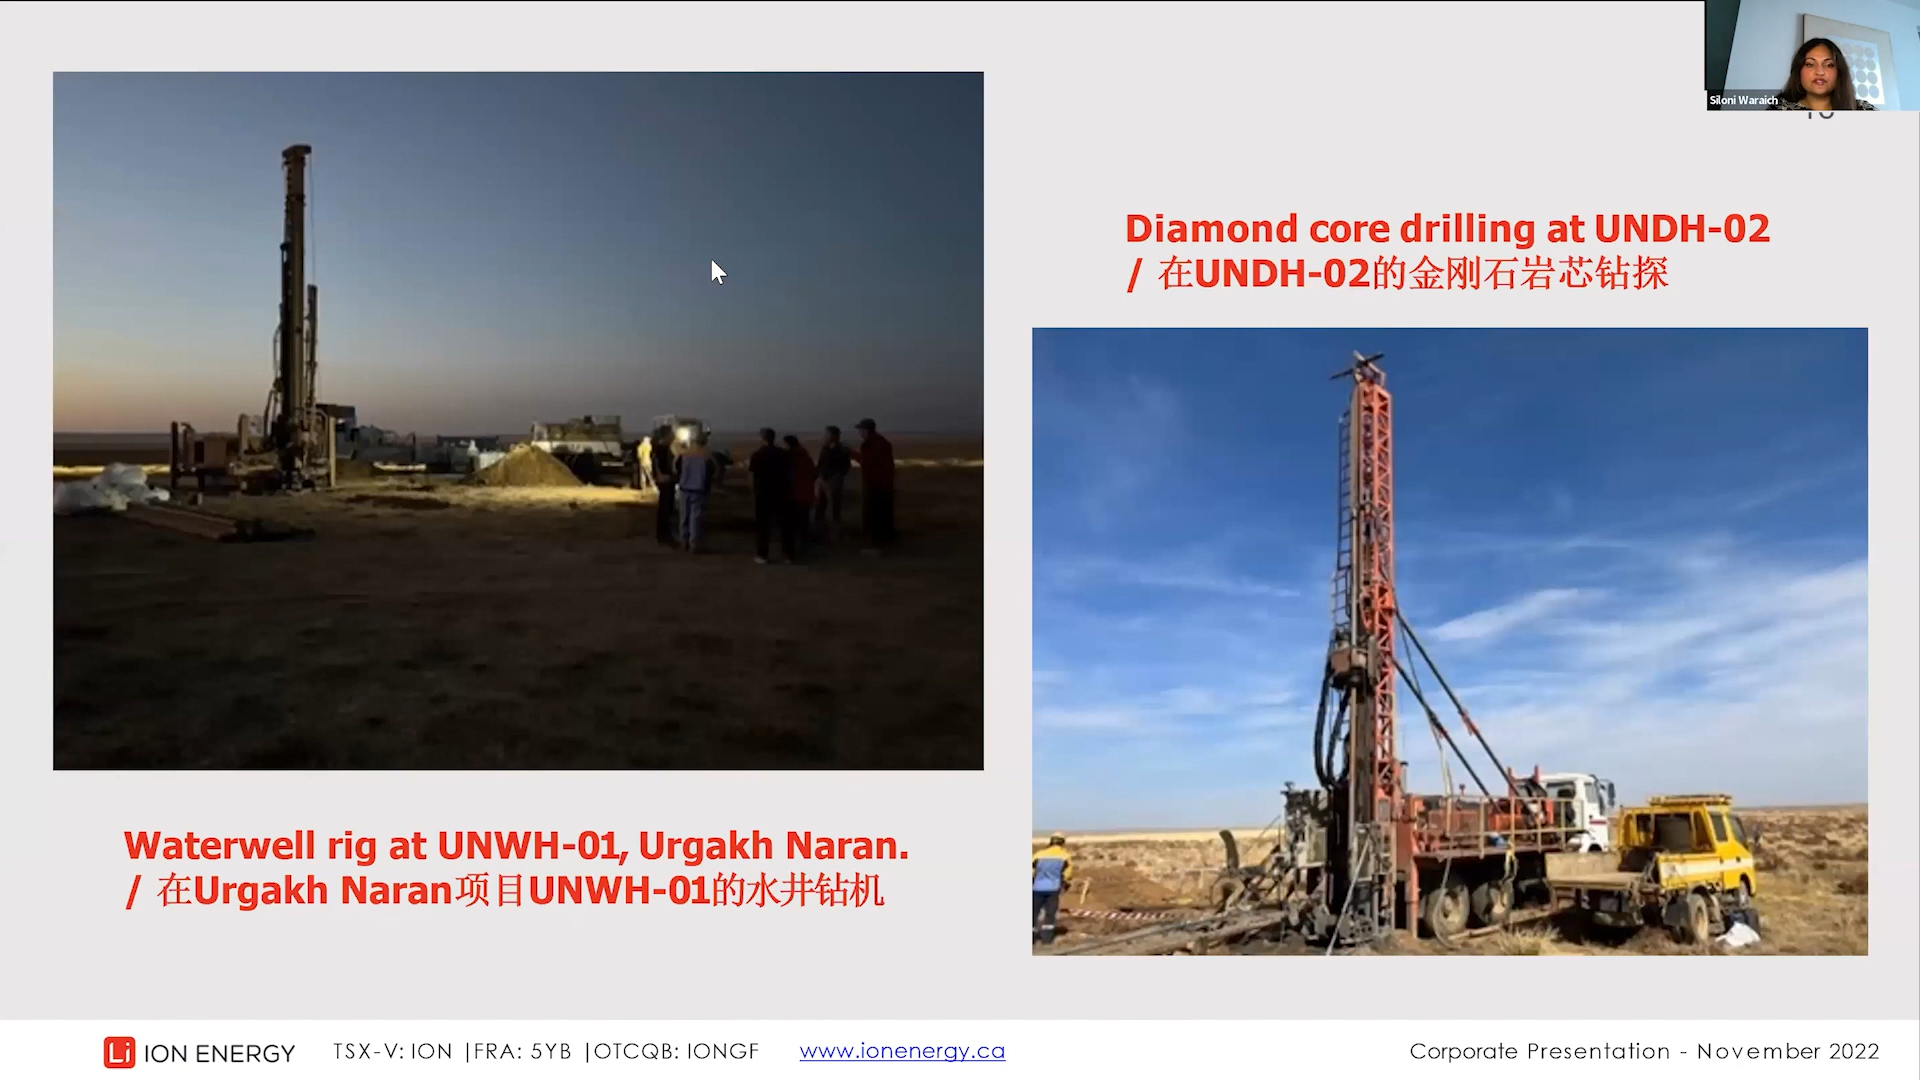 Siloni Waraich
Diamond core drilling at UNDH-02
/ 在UNDH-02的金刚石岩芯钻探
Waterwell rig at UNWH-01, Urgakh Naran.
/ 在Urgakh Naran项目UNWH-01的水井钻机
Li ION ENERGY
TSX-V: ION |FRA: 5YB |OTCQB: IONGF
www.ionenergy.ca
Corporate Presentation - November 2022